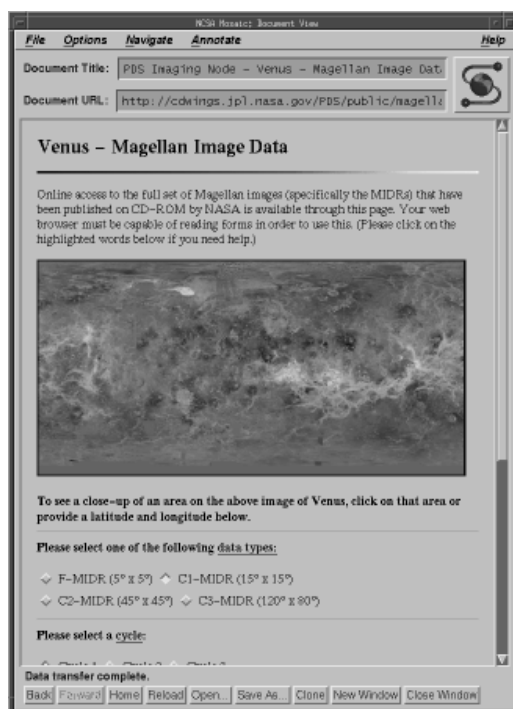 NCSA Mosaic: Document View
File Options Navigate Annotate Help
Document Title: PDS Imaging Node - Venus - Magellan Image Dat
Document URL: http://cdwings.jpl.nasa.gov/PDS/public/magella
Venus - Magellan Image Data
Online access to the full set of Magellan images (specifically the MIDRs) that have
been published on CD-ROM by NASA is available through this page. Your web
browser must be capable of reading forms in order to use this. (Please click on the
highlighted words below if you need help.)
To see a close-up of an area on the above image of Venus, click on that area or
provide a latitude and longitude below.
Please select one of the following data types:
F-MIDR (5° x 5°) C1-MIDR (15° x 15°)
C2-MIDR (45° x 45°) C3-MIDR (120° x 80°)
Please select a cycle:
Data transfer complete.
Back Forward Home Reload Open... Save As... Clone New Window Close Window